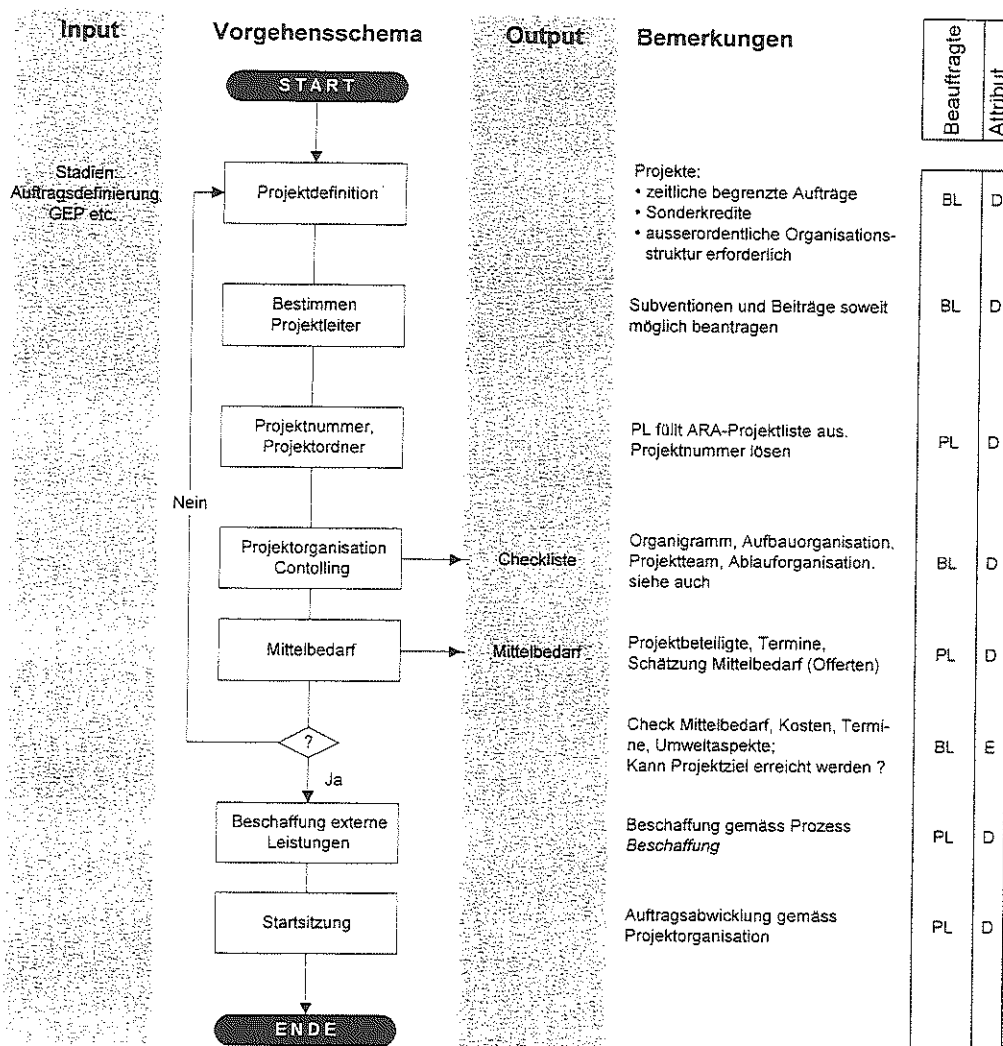 Input
Vorgehensschema
Output
Bemerkungen
Beauftragte
Attribut
START
Stadien:
Auftragsdefinierung,
GEP etc.
Projektdefinition
Projekte:
• zeitliche begrenzte Aufträge
• Sonderkredite
• ausserordentliche Organisations-
struktur erforderlich
BL
D
Bestimmen
Projektleiter
Subventionen und Beiträge soweit
möglich beantragen
BL
D
Projektnummer,
Projektordner
PL füllt ARA-Projektliste aus.
Projektnummer lösen
PL
D
Nein
Projektorganisation
Contolling
Checkliste
Organigramm, Aufbauorganisation,
Projektteam, Ablauforganisation.
siehe auch
BL
D
Mittelbedarf
Mittelbedarf
Projektbeteiligte, Termine,
Schätzung Mittelbedarf (Offerten)
PL
D
?
Check Mittelbedarf, Kosten, Termi-
ne, Umweltaspekte;
Kann Projektziel erreicht werden ?
BL
E
Ja
Beschaffung externe
Leistungen
Beschaffung gemäss Prozess
Beschaffung
PL
D
Startsitzung
Auftragsabwicklung gemäss
Projektorganisation
PL
D
ENDE